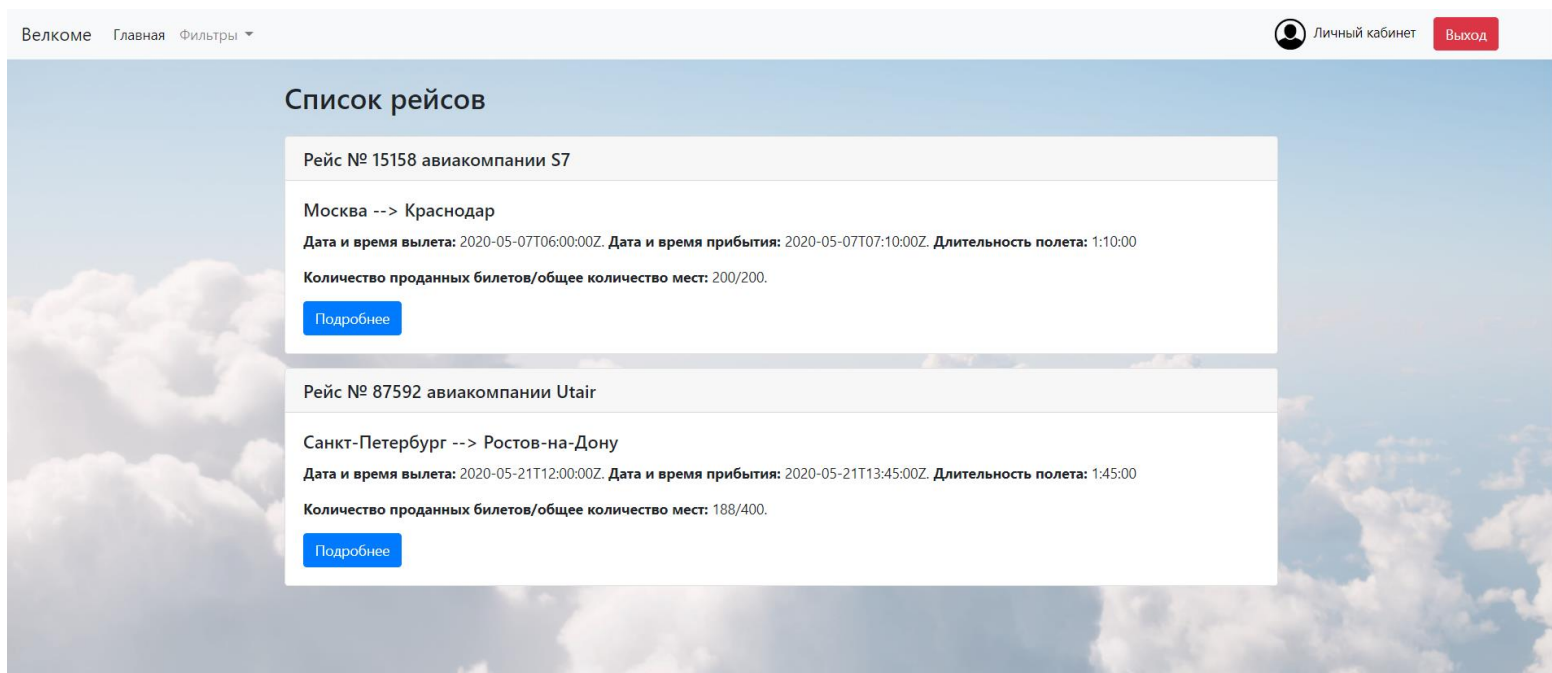 Велкоме Главная Фильтры Личный кабинет Выход
Список рейсов
Рейс № 15158 авиакомпании S7
Москва --> Краснодар
Дата и время вылета: 2020-05-07T06:00:00Z. Дата и время прибытия: 2020-05-07T07:10:00Z. Длительность полета: 1:10:00
Количество проданных билетов/общее количество мест: 200/200.
Подробнее
Рейс № 87592 авиакомпании Utair
Санкт-Петербург --> Ростов-на-Дону
Дата и время вылета: 2020-05-21T12:00:00Z. Дата и время прибытия: 2020-05-21T13:45:00Z. Длительность полета: 1:45:00
Количество проданных билетов/общее количество мест: 188/400.
Подробнее